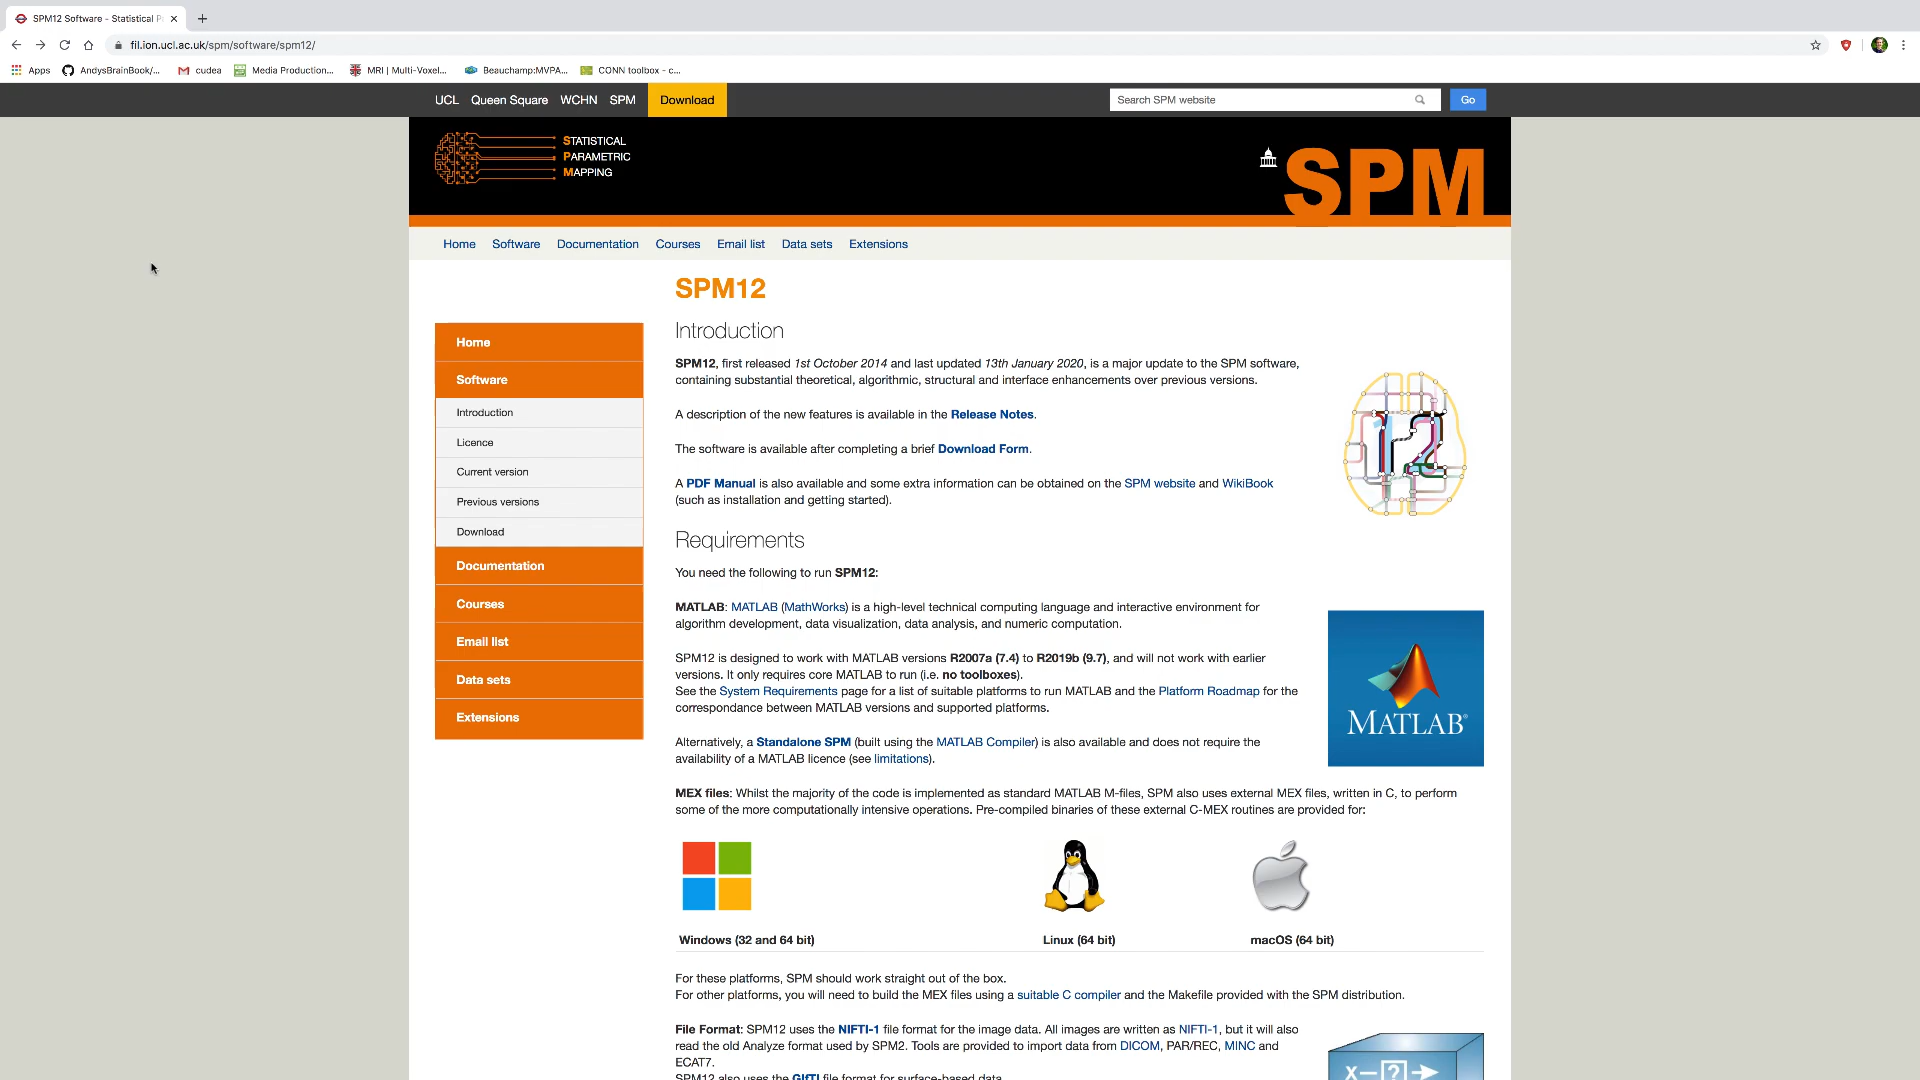 SPM12 Software - Statistical P
fil.ion.ucl.ac.uk/spm/software/spm12/
Apps
AndysBrainBook/...
cudea
Media Production...
MRI | Multi-Voxel...
Beauchamp:MVPA...
CONN toolbox - c...
UCL
Queen Square
WCHN
SPM
Download
Search SPM website
Go
STATISTICAL
PARAMETRIC
MAPPING
SPM
Home
Software
Documentation
Courses
Email list
Data sets
Extensions
Home
Software
Introduction
Licence
Current version
Previous versions
Download
Documentation
Courses
Email list
Data sets
Extensions
SPM12
Introduction
SPM12, first released 1st October 2014 and last updated 13th January 2020, is a major update to the SPM software,
containing substantial theoretical, algorithmic, structural and interface enhancements over previous versions.
A description of the new features is available in the Release Notes.
The software is available after completing a brief Download Form.
A PDF Manual is also available and some extra information can be obtained on the SPM website and WikiBook
(such as installation and getting started).
12
Requirements
You need the following to run SPM12:
MATLAB: MATLAB (MathWorks) is a high-level technical computing language and interactive environment for
algorithm development, data visualization, data analysis, and numeric computation.
SPM12 is designed to work with MATLAB versions R2007a (7.4) to R2019b (9.7), and will not work with earlier
versions. It only requires core MATLAB to run (i.e. no toolboxes).
See the System Requirements page for a list of suitable platforms to run MATLAB and the Platform Roadmap for the
correspondance between MATLAB versions and supported platforms.
MATLAB®
Alternatively, a Standalone SPM (built using the MATLAB Compiler) is also available and does not require the
availability of a MATLAB licence (see limitations).
MEX files: Whilst the majority of the code is implemented as standard MATLAB M-files, SPM also uses external MEX files, written in C, to perform
some of the more computationally intensive operations. Pre-compiled binaries of these external C-MEX routines are provided for:
Windows (32 and 64 bit)
Linux (64 bit)
macOS (64 bit)
For these platforms, SPM should work straight out of the box.
For other platforms, you will need to build the MEX files using a suitable C compiler and the Makefile provided with the SPM distribution.
File Format: SPM12 uses the NIFTI-1 file format for the image data. All images are written as NIFTI-1, but it will also
read the old Analyze format used by SPM2. Tools are provided to import data from DICOM, PAR/REC, MINC and
ECAT7.
SPM12 also uses the GIfTI file format for surface-based data.
X
?